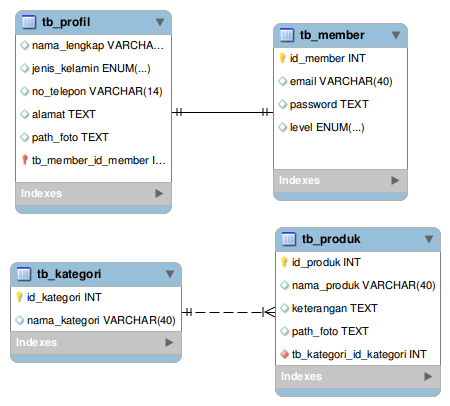 tb_profil
nama_lengkap VARCHA...
jenis_kelamin ENUM(...)
no_telepon VARCHAR(14)
alamat TEXT
path_foto TEXT
tb_member_id_member I...
Indexes
tb_member
id_member INT
email VARCHAR(40)
password TEXT
level ENUM(...)
Indexes
tb_kategori
id_kategori INT
nama_kategori VARCHAR(40)
Indexes
tb_produk
id_produk INT
nama_produk VARCHAR(40)
keterangan TEXT
path_foto TEXT
tb_kategori_id_kategori INT
Indexes